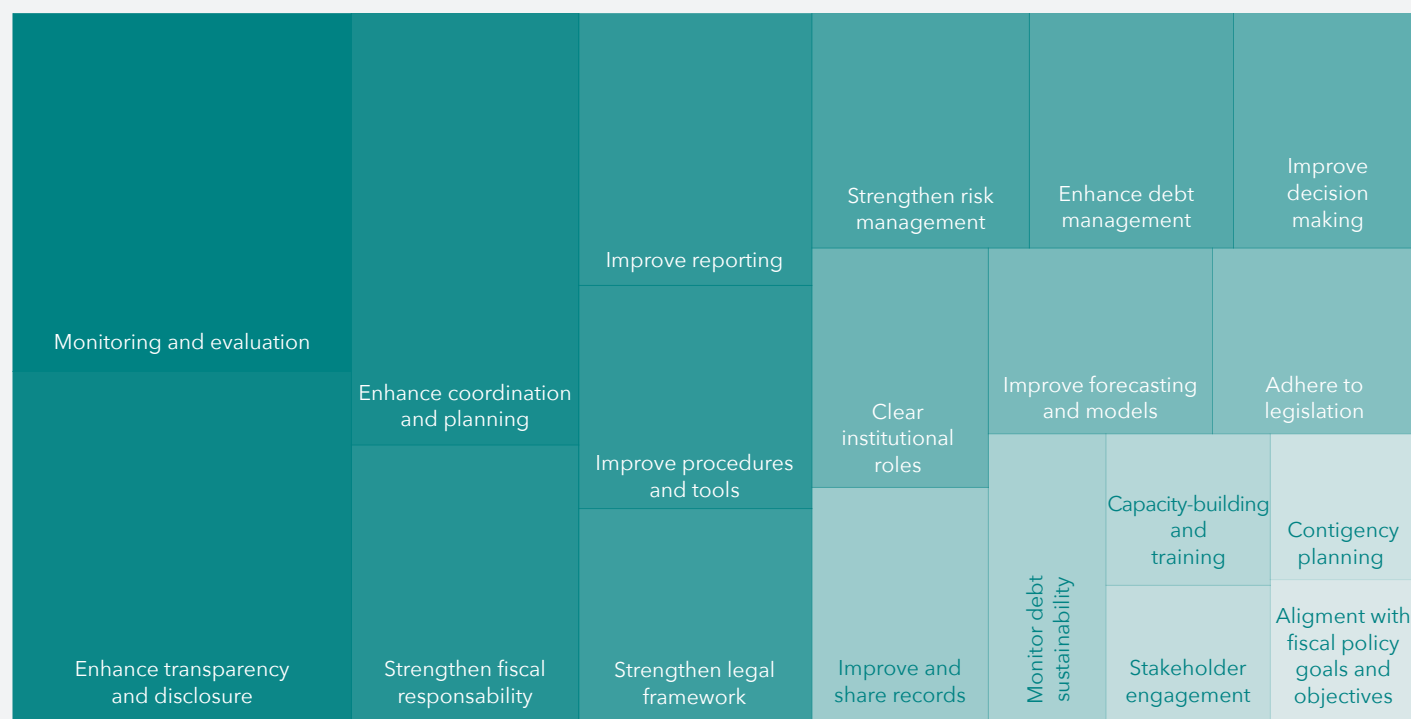 Monitoring and evaluation
Enhance transparency
and disclosure
Enhance coordination
and planning
Strengthen fiscal
responsability
Improve reporting
Improve procedures
and tools
Strengthen legal
framework
Strengthen risk
management
Enhance debt
management
Improve
decision
making
Clear
institutional
roles
Improve forecasting
and models
Adhere to
legislation
Improve and
share records
Monitor debt
sustainability
Capacity-building
and
training
Stakeholder
engagement
Contigency
planning
Aligment with
fiscal policy
goals and
objectives